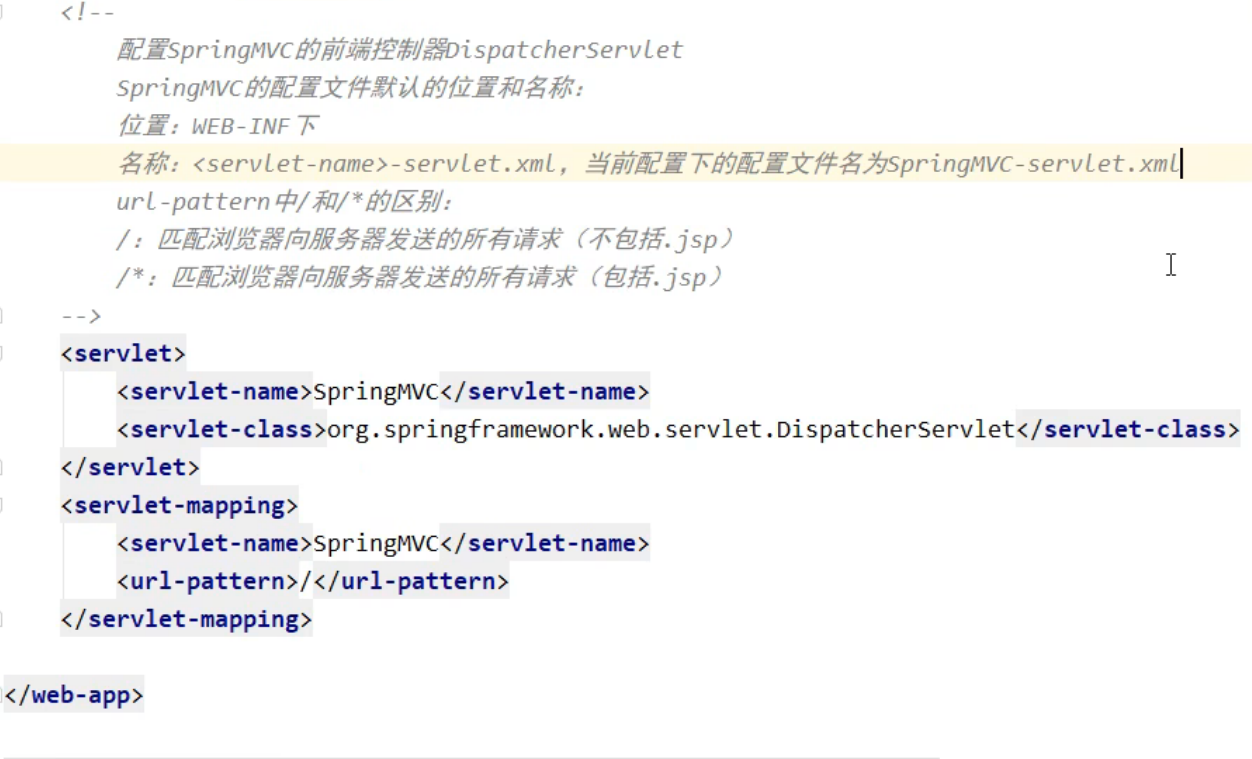 <!--
配置SpringMVC的前端控制器DispatcherServlet
SpringMVC的配置文件默认的位置和名称：
位置：WEB-INF下
名称：<servlet-name>-servlet.xml，当前配置下的配置文件名为SpringMVC-servlet.xml
url-pattern中/和/*的区别：
/：匹配浏览器向服务器发送的所有请求（不包括.jsp）
/*：匹配浏览器向服务器发送的所有请求（包括.jsp）
-->
<servlet>
<servlet-name>SpringMVC</servlet-name>
<servlet-class>org.springframework.web.servlet.DispatcherServlet</servlet-class>
</servlet>
<servlet-mapping>
<servlet-name>SpringMVC</servlet-name>
<url-pattern>/</url-pattern>
</servlet-mapping>
</web-app>